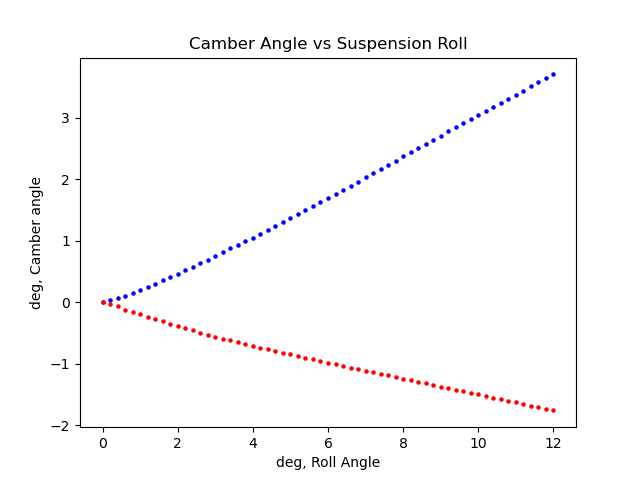 Camber Angle vs Suspension Roll
deg, Camber angle
3
2
1
0
−1
−2
0 2 4 6 8 10 12
deg, Roll Angle